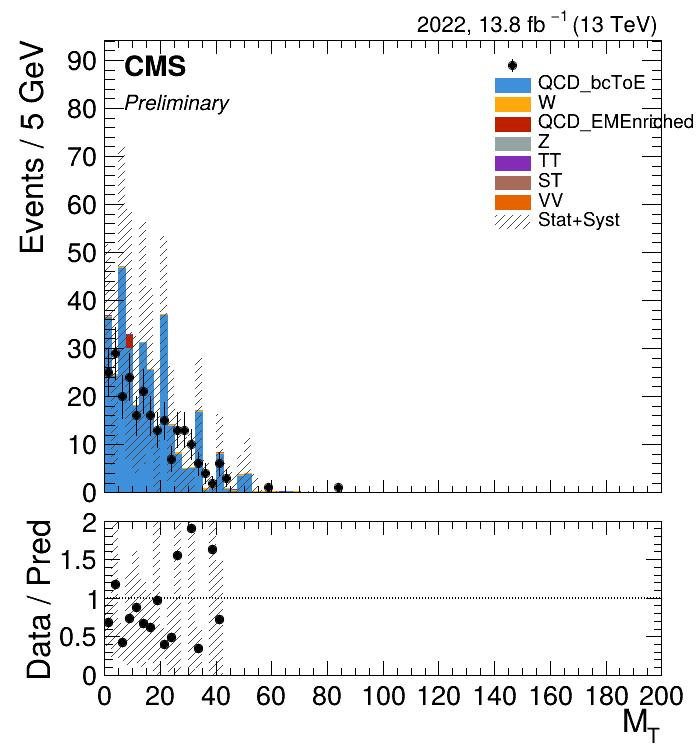 2022, 13.8 fb⁻¹ (13 TeV)
Events / 5 GeV
CMS
Preliminary
QCD_bcToE
W
QCD_EMEnriched
Z
TT
ST
VV
Stat+Syst
90
80
70
60
50
40
30
20
10
0
Data / Pred
2
1.5
1
0.5
0
0 20 40 60 80 100 120 140 160 180 200
M_T